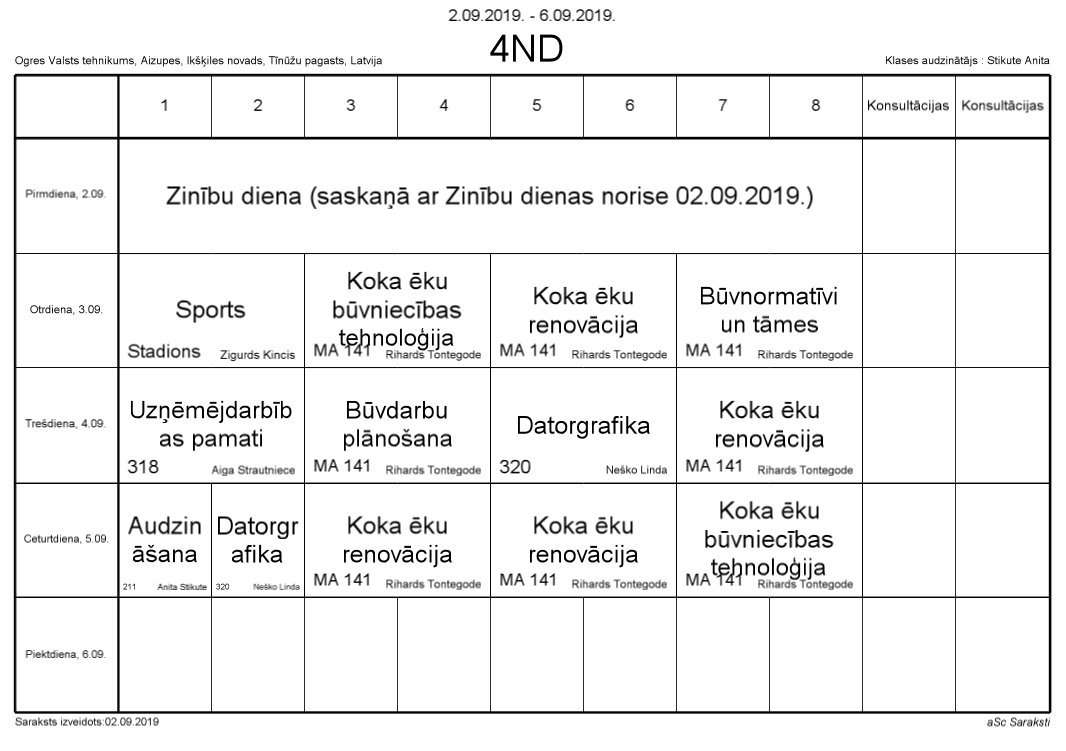 2.09.2019. - 6.09.2019.
4ND
Ogres Valsts tehnikums, Aizupes, Ikšķiles novads, Tīnūžu pagasts, Latvija
Klases audzinātājs : Stikute Anita
1 2 3 4 5 6 7 8 Konsultācijas Konsultācijas
Pirmdiena, 2.09.
Zinību diena (saskaņā ar Zinību dienas norise 02.09.2019.)
Otrdiena, 3.09.
Sports
Stadions Zigurds Kincis
Koka ēku
būvniecības
tehnoloģija
MA 141 Rihards Tontegode
Koka ēku
renovācija
MA 141 Rihards Tontegode
Būvnormatīvi
un tāmes
MA 141 Rihards Tontegode
Trešdiena, 4.09.
Uzņēmējdarbīb
as pamati
318 Aiga Strautniece
Būvdarbu
plānošana
MA 141 Rihards Tontegode
Datorgrafika
320 Neško Linda
Koka ēku
renovācija
MA 141 Rihards Tontegode
Ceturtdiena, 5.09.
Audzin
āšana
211 Anita Stikute
Datorgr
afika
320 Neško Linda
Koka ēku
renovācija
MA 141 Rihards Tontegode
Koka ēku
renovācija
MA 141 Rihards Tontegode
Koka ēku
būvniecības
tehnoloģija
MA 141 Rihards Tontegode
Piektdiena, 6.09.
Saraksts izveidots:02.09.2019
aSc Saraksti